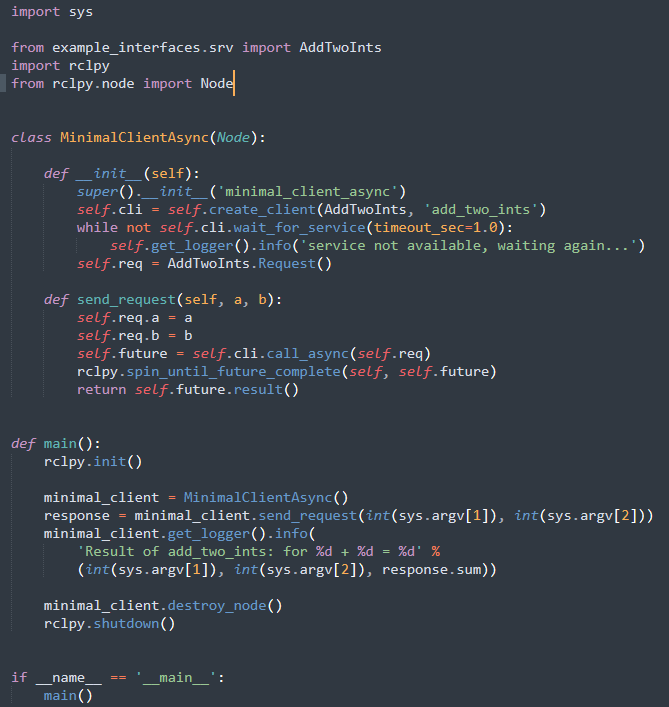 import sys

from example_interfaces.srv import AddTwoInts
import rclpy
from rclpy.node import Node


class MinimalClientAsync(Node):

    def __init__(self):
        super().__init__('minimal_client_async')
        self.cli = self.create_client(AddTwoInts, 'add_two_ints')
        while not self.cli.wait_for_service(timeout_sec=1.0):
            self.get_logger().info('service not available, waiting again...')
        self.req = AddTwoInts.Request()

    def send_request(self, a, b):
        self.req.a = a
        self.req.b = b
        self.future = self.cli.call_async(self.req)
        rclpy.spin_until_future_complete(self, self.future)
        return self.future.result()


def main():
    rclpy.init()

    minimal_client = MinimalClientAsync()
    response = minimal_client.send_request(int(sys.argv[1]), int(sys.argv[2]))
    minimal_client.get_logger().info(
        'Result of add_two_ints: for %d + %d = %d' %
        (int(sys.argv[1]), int(sys.argv[2]), response.sum))

    minimal_client.destroy_node()
    rclpy.shutdown()


if __name__ == '__main__':
    main()